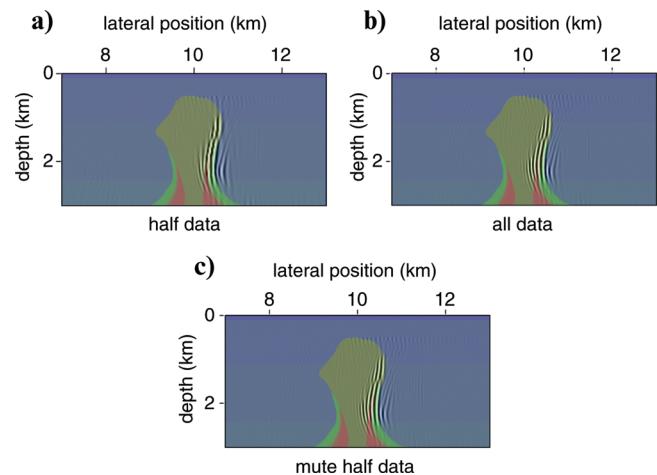 a)
lateral position (km)
8 10 12
0
2
depth (km)
half data
b)
lateral position (km)
8 10 12
0
2
depth (km)
all data
c)
lateral position (km)
8 10 12
0
2
depth (km)
mute half data